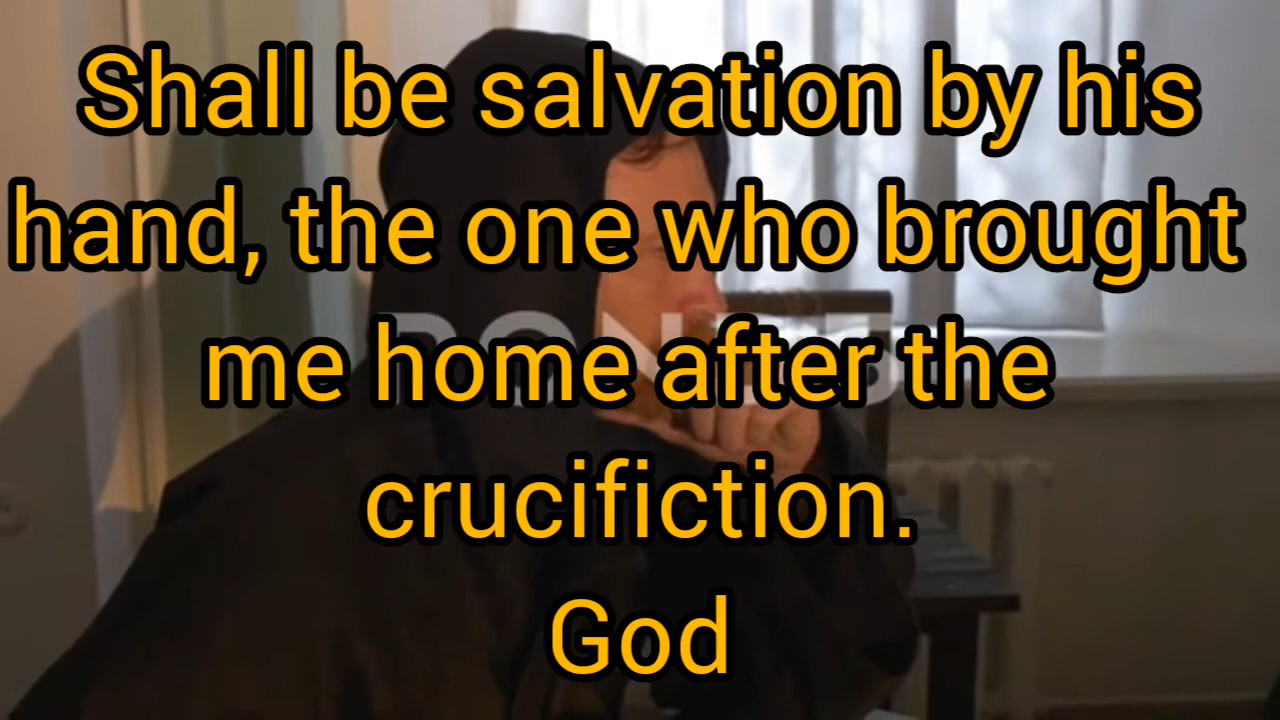 Shall be salvation by his
hand, the one who brought
me home after the
crucifiction.
God